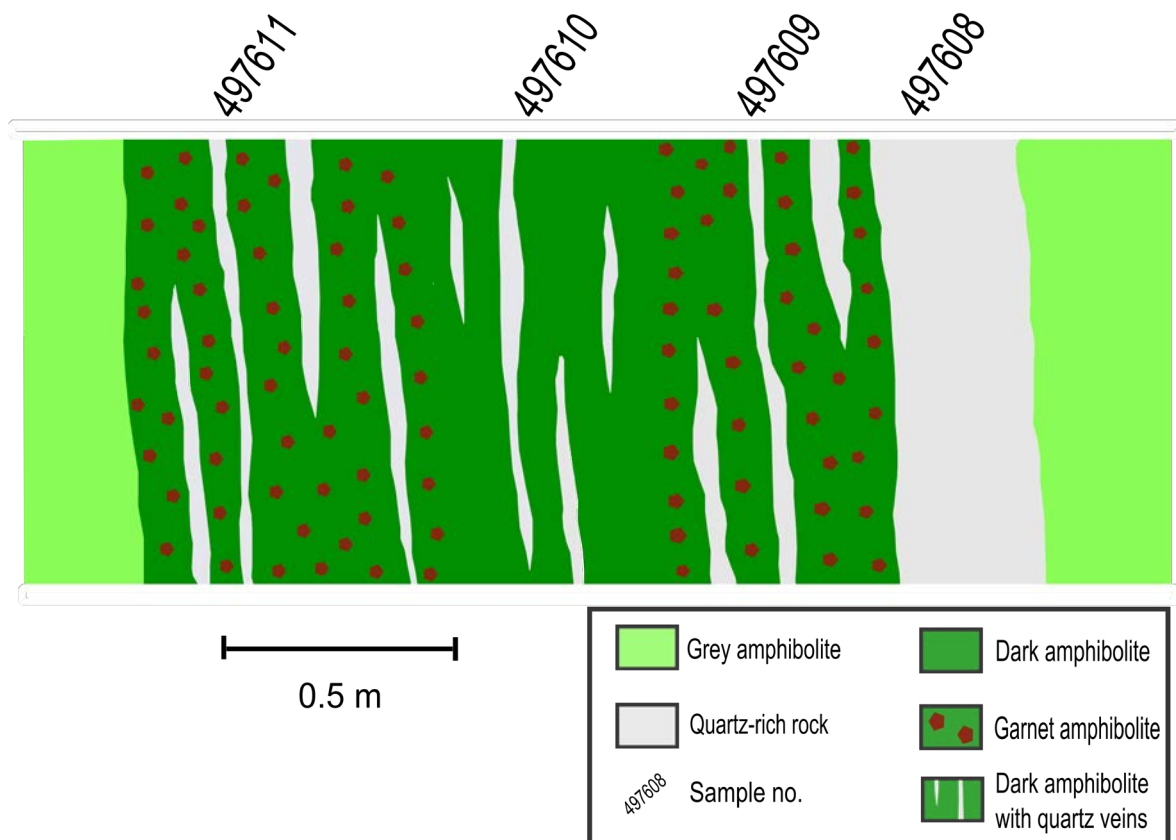 497611
497610
497609
497608
0.5 m
Grey amphibolite
Dark amphibolite
Quartz-rich rock
Garnet amphibolite
497608
Sample no.
Dark amphibolite
with quartz veins